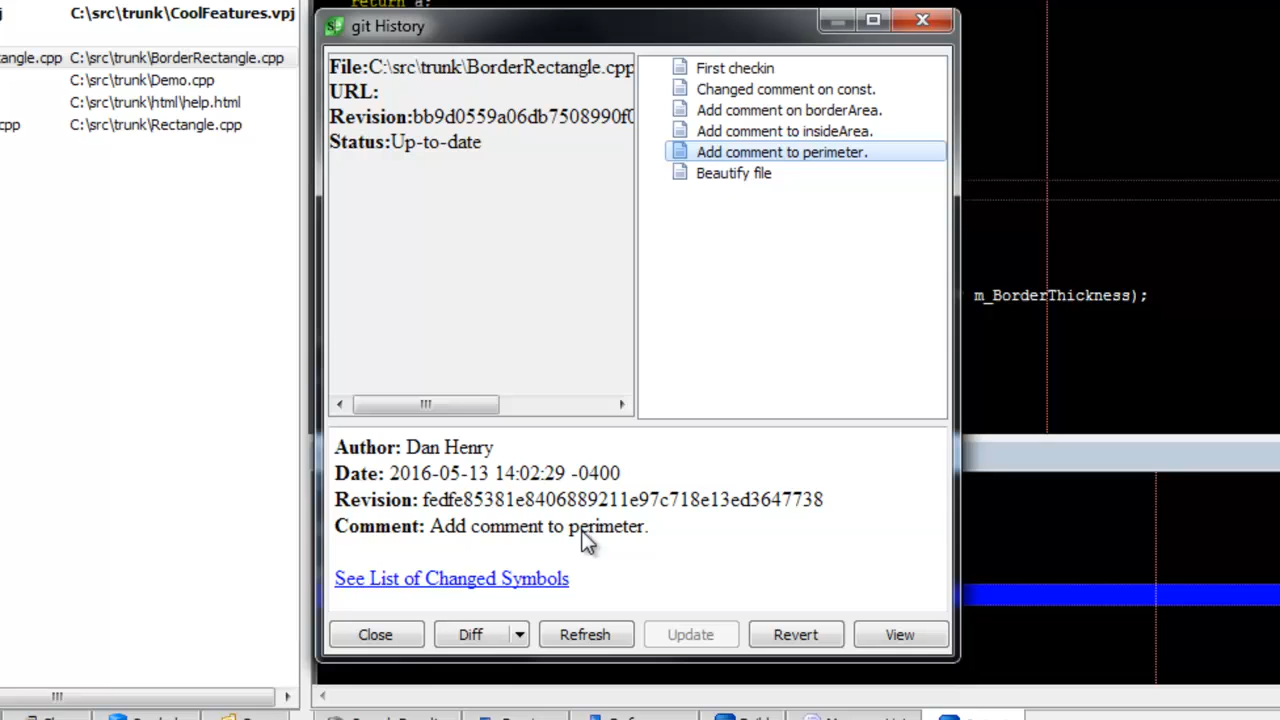 C:\src\trunk\CoolFeatures.vpj
C:\src\trunk\BorderRectangle.cpp
C:\src\trunk\Demo.cpp
C:\src\trunk\html\help.html
C:\src\trunk\Rectangle.cpp
return a;
git History
File:C:\src\trunk\BorderRectangle.cpp
URL:
Revision:bb9d0559a06db7508990f0
Status:Up-to-date
First checkin
Changed comment on const.
Add comment on borderArea.
Add comment to insideArea.
Add comment to perimeter.
Beautify file
m_BorderThickness);
Author: Dan Henry
Date: 2016-05-13 14:02:29 -0400
Revision: fedfe85381e8406889211e97c718e13ed3647738
Comment: Add comment to perimeter.
See List of Changed Symbols
Close
Diff
Refresh
Update
Revert
View